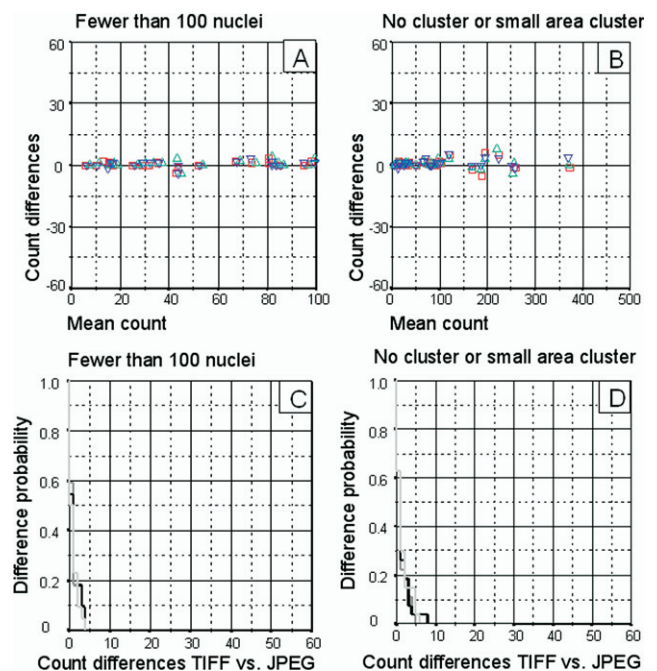 Fewer than 100 nuclei
No cluster or small area cluster
A
B
Count differences
60
30
0
-30
-60
0 20 40 60 80 100
Mean count
Count differences
60
30
0
-30
-60
0 100 200 300 400 500
Mean count
Fewer than 100 nuclei
No cluster or small area cluster
C
D
Difference probability
1.0
0.8
0.6
0.4
0.2
0
0 10 20 30 40 50 60
Count differences TIFF vs. JPEG
Difference probability
1.0
0.8
0.6
0.4
0.2
0
0 10 20 30 40 50 60
Count differences TIFF vs. JPEG